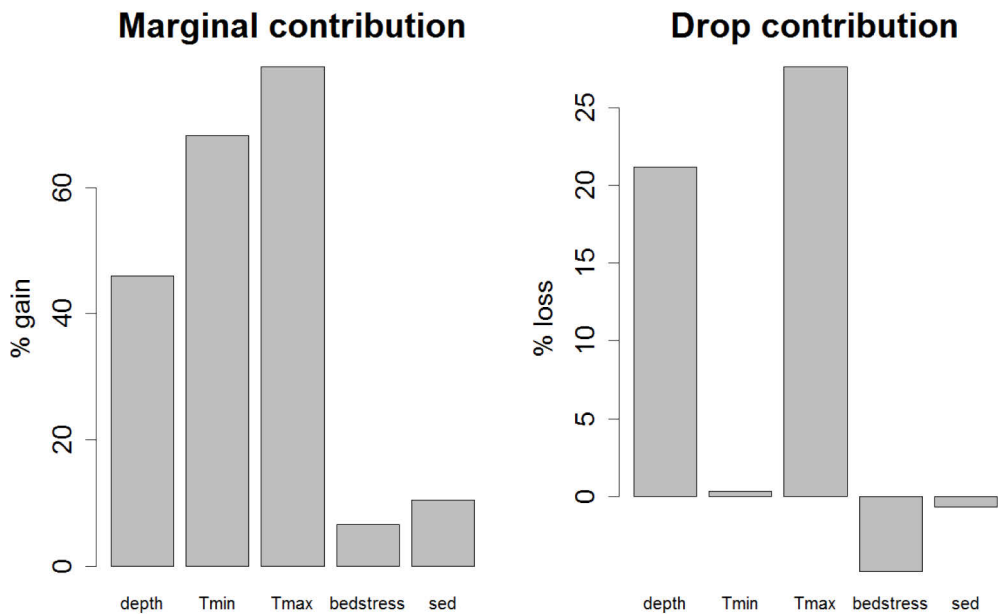 Marginal contribution
% gain
60
40
20
0
depth Tmin Tmax bedstress sed
Drop contribution
% loss
25
20
15
10
5
0
depth Tmin Tmax bedstress sed